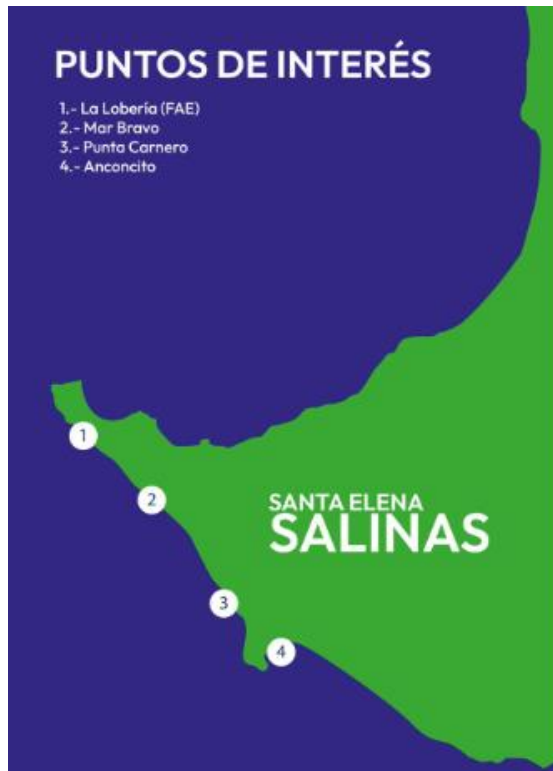 PUNTOS DE INTERÉS
1.- La Lobería (FAE)
2.- Mar Bravo
3.- Punta Carnero
4.- Anconcito
1
2
SANTA ELENA
SALINAS
3
4